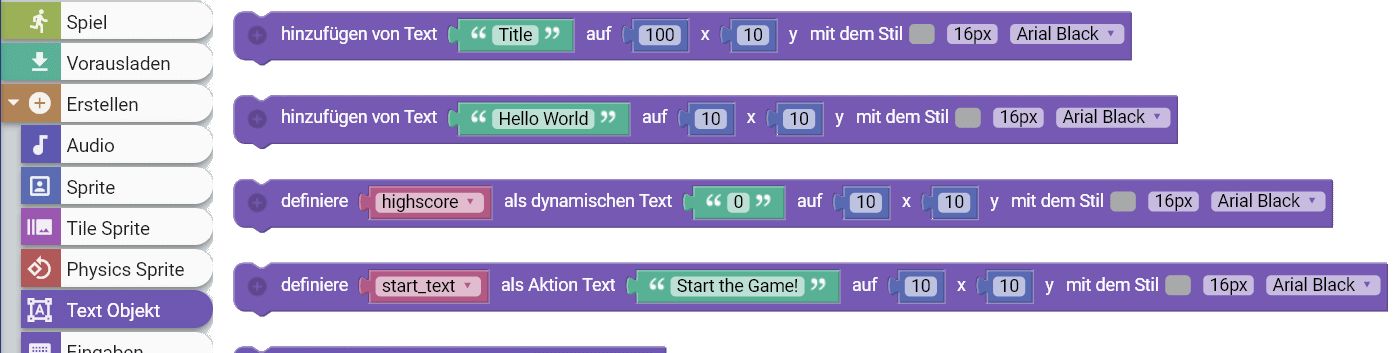 Spiel
Vorausladen
Erstellen
Audio
Sprite
Tile Sprite
Physics Sprite
Text Objekt
Eingaben
hinzufügen von Text “ Title ” auf 100 x 10 y mit dem Stil 16px Arial Black
hinzufügen von Text “ Hello World ” auf 10 x 10 y mit dem Stil 16px Arial Black
definiere highscore als dynamischen Text “ 0 ” auf 10 x 10 y mit dem Stil 16px Arial Black
definiere start_text als Aktion Text “ Start the Game! ” auf 10 x 10 y mit dem Stil 16px Arial Black